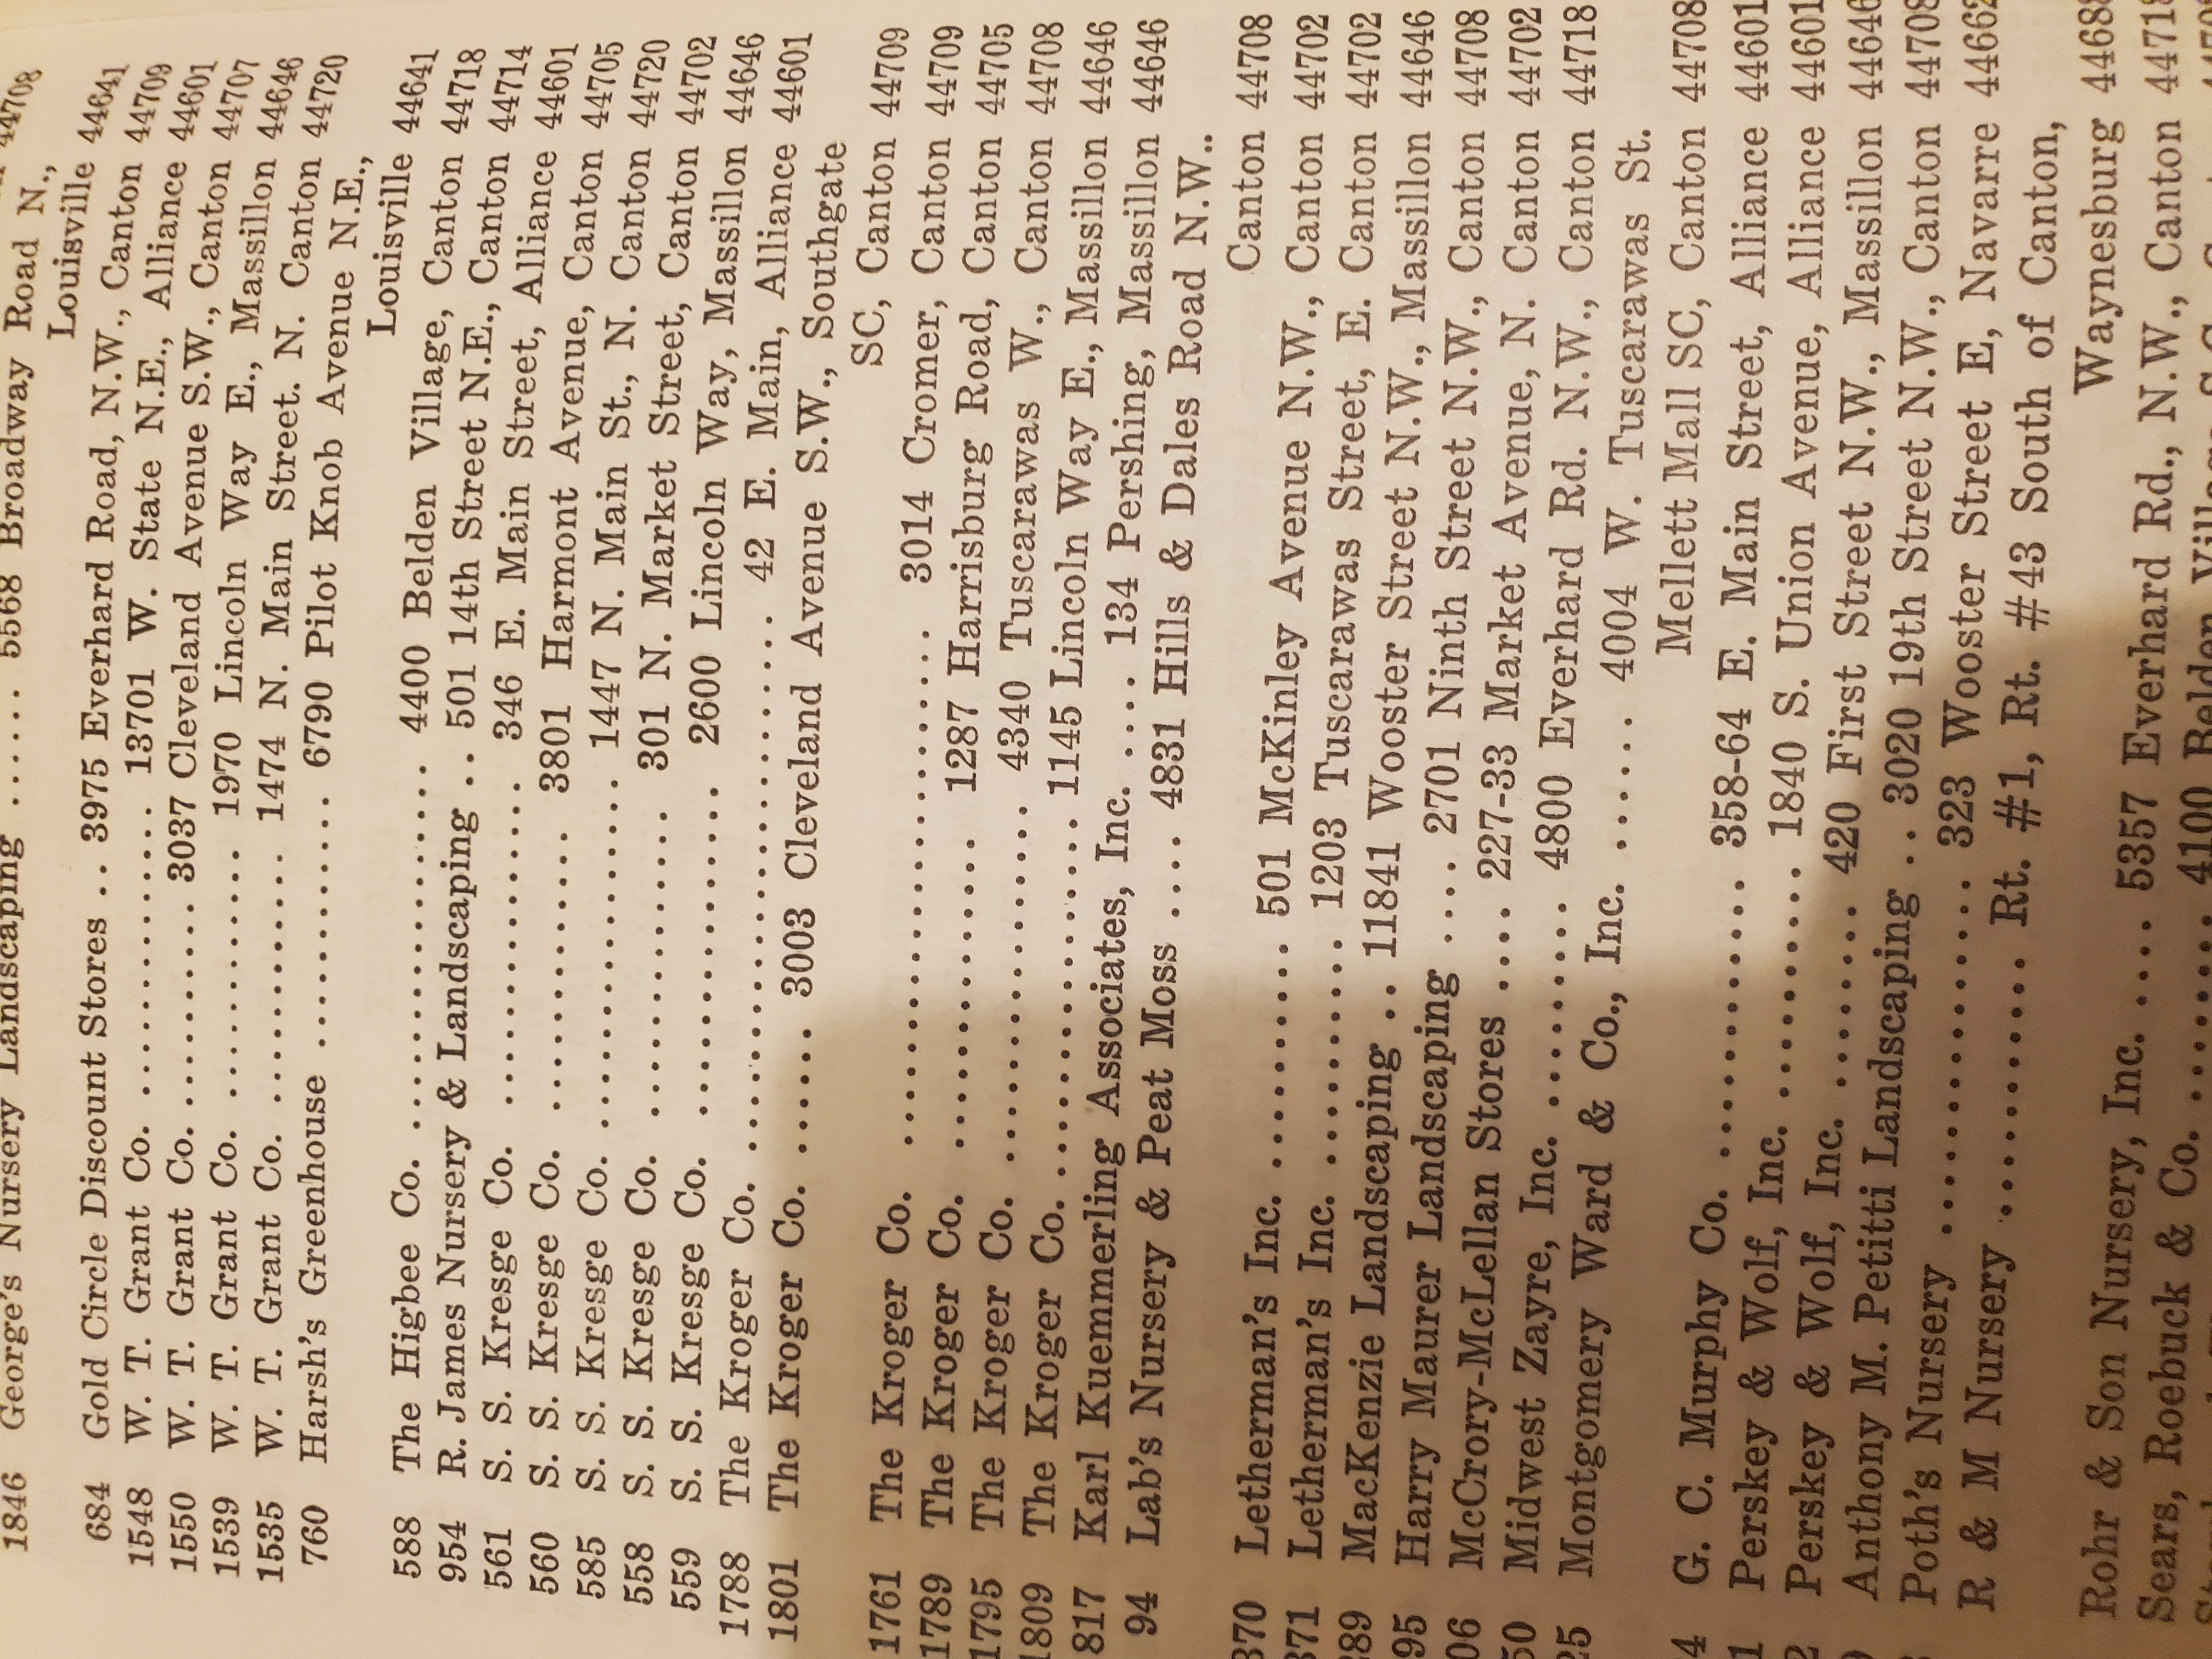 44708
1846 George's Nursery Landscaping ..... 5568 Broadway Road N.,
Louisville 44641
684 Gold Circle Discount Stores .. 3975 Everhard Road, N.W., Canton 44709
1548 W. T. Grant Co. .................. 13701 W. State N.E., Alliance 44601
1550 W. T. Grant Co. ............. 3037 Cleveland Avenue S.W., Canton 44707
1539 W. T. Grant Co. ................ 1970 Lincoln Way E., Massillon 44646
1535 W. T. Grant Co. ................ 1474 N. Main Street. N. Canton 44720
760 Harsh's Greenhouse ............... 6790 Pilot Knob Avenue N.E.,
Louisville 44641
588 The Higbee Co. ...................... 4400 Belden Village, Canton 44718
954 R. James Nursery & Landscaping .. 501 14th Street N.E., Canton 44714
561 S. S. Kresge Co. ................... 346 E. Main Street, Alliance 44601
560 S. S. Kresge Co. ................. 3801 Harmont Avenue, Canton 44705
585 S. S. Kresge Co. ................... 1447 N. Main St., N. Canton 44720
558 S. S. Kresge Co. .................. 301 N. Market Street, Canton 44702
559 S. S. Kresge Co. ................... 2600 Lincoln Way, Massillon 44646
1788 The Kroger Co. ............................. 42 E. Main, Alliance 44601
1801 The Kroger Co. ........ 3003 Cleveland Avenue S.W., Southgate
SC, Canton 44709
1761 The Kroger Co. ............................. 3014 Cromer, Canton 44709
1789 The Kroger Co. .................. 1287 Harrisburg Road, Canton 44705
1795 The Kroger Co. .................... 4340 Tuscarawas W., Canton 44708
1809 The Kroger Co. .................... 1145 Lincoln Way E., Massillon 44646
817 Karl Kuemmerling Associates, Inc. .... 134 Pershing, Massillon 44646
94 Lab's Nursery & Peat Moss .... 4831 Hills & Dales Road N.W..
Canton 44708
370 Letherman's Inc. .............. 501 McKinley Avenue N.W., Canton 44702
371 Letherman's Inc. .............. 1203 Tuscarawas Street, E. Canton 44702
289 MacKenzie Landscaping .. 11841 Wooster Street N.W., Massillon 44646
95 Harry Maurer Landscaping .... 2701 Ninth Street N.W., Canton 44708
06 McCrory-McLellan Stores .... 227-33 Market Avenue, N. Canton 44702
50 Midwest Zayre, Inc. ............ 4800 Everhard Rd. N.W., Canton 44718
25 Montgomery Ward & Co., Inc. ...... 4004 W. Tuscarawas St.
Mellett Mall SC, Canton 44708
4 G. C. Murphy Co. ................. 358-64 E. Main Street, Alliance 44601
1 Perskey & Wolf, Inc. .............. 1840 S. Union Avenue, Alliance 44601
2 Perskey & Wolf, Inc. .......... 420 First Street N.W., Massillon 44646
Anthony M. Petitti Landscaping .. 3020 19th Street N.W., Canton 44708
Poth's Nursery .................... 323 Wooster Street E, Navarre 44662
R & M Nursery ............... Rt. #1, Rt. #43 South of Canton,
Waynesburg 44688
Rohr & Son Nursery, Inc. .... 5357 Everhard Rd., N.W., Canton 44718
Sears, Roebuck & Co. .......... 4100 Belden Village